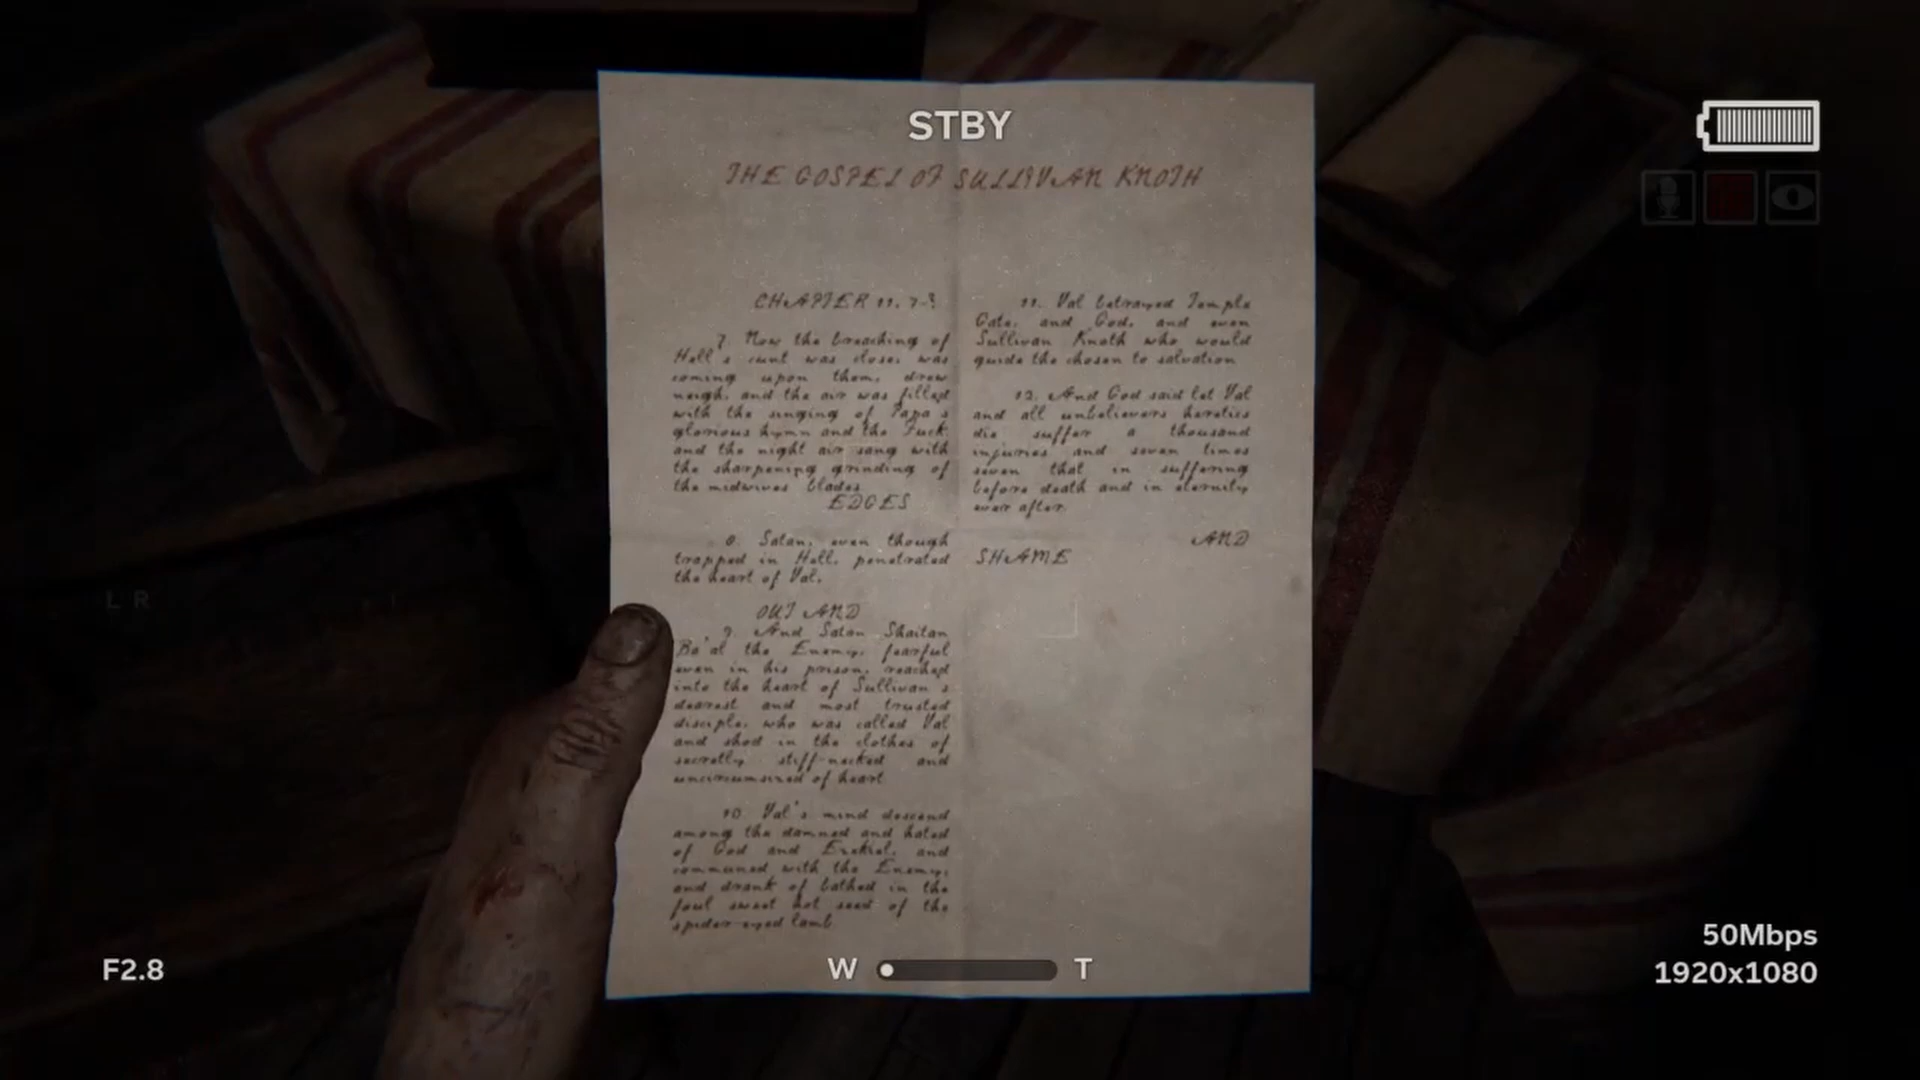 STBY
THE GOSPEL OF SULLIVAN KNOTH
CHAPTER 11. 7-
7. Now the breaching of
Hell's cunt was close, was
coming upon them, drew
neigh, and the air was filled
with the singing of Papa's
glorious hymn and the Fuck,
and the night air sang with
the sharpening grinding of
the midwives blades
EDGES
8. Satan, even though
trapped in Hell, penetrated
the heart of Val.
OUT AND
9. And Satan Shaitan
Ba'al the Enemy, fearful
even in his prison, reached
into the heart of Sullivan's
dearest and most trusted
disciple, who was called Val
and shod in the clothes of
secretly stiff-necked and
uncircumsized of heart
10. Val's mind descend
among the damned and hated
of God and Ezekiel, and
communed with the Enemy,
and drank of bathed in the
foul sweet hot seed of the
spider-eyed lamb
11. Val betrayed Temple
Gate, and God, and even
Sullivan Knoth who would
guide the chosen to salvation
12. And God said let Val
and all unbelievers heretics
die suffer a thousand
injuries and seven times
seven that in suffering
before death and in eternity
ever after.
AND
SHAME
L R
F2.8
W T
50Mbps
1920x1080